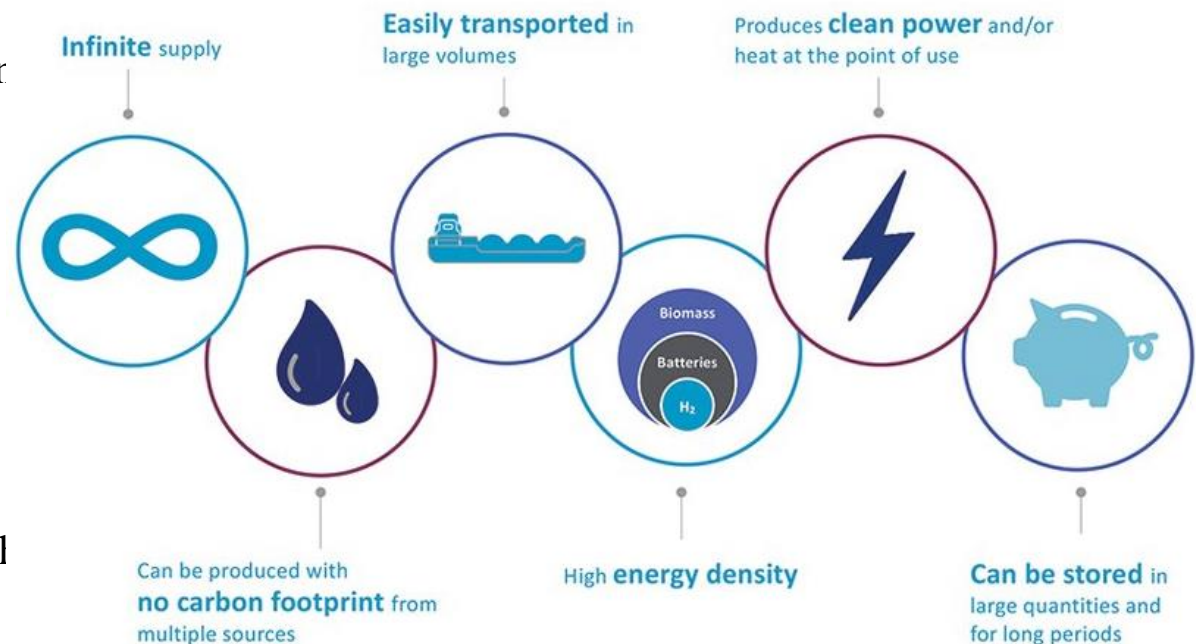 Infinite supply
Easily transported in
large volumes
Produces clean power and/or
heat at the point of use
Biomass
Batteries
H₂
Can be produced with
no carbon footprint from
multiple sources
High energy density
Can be stored in
large quantities and
for long periods